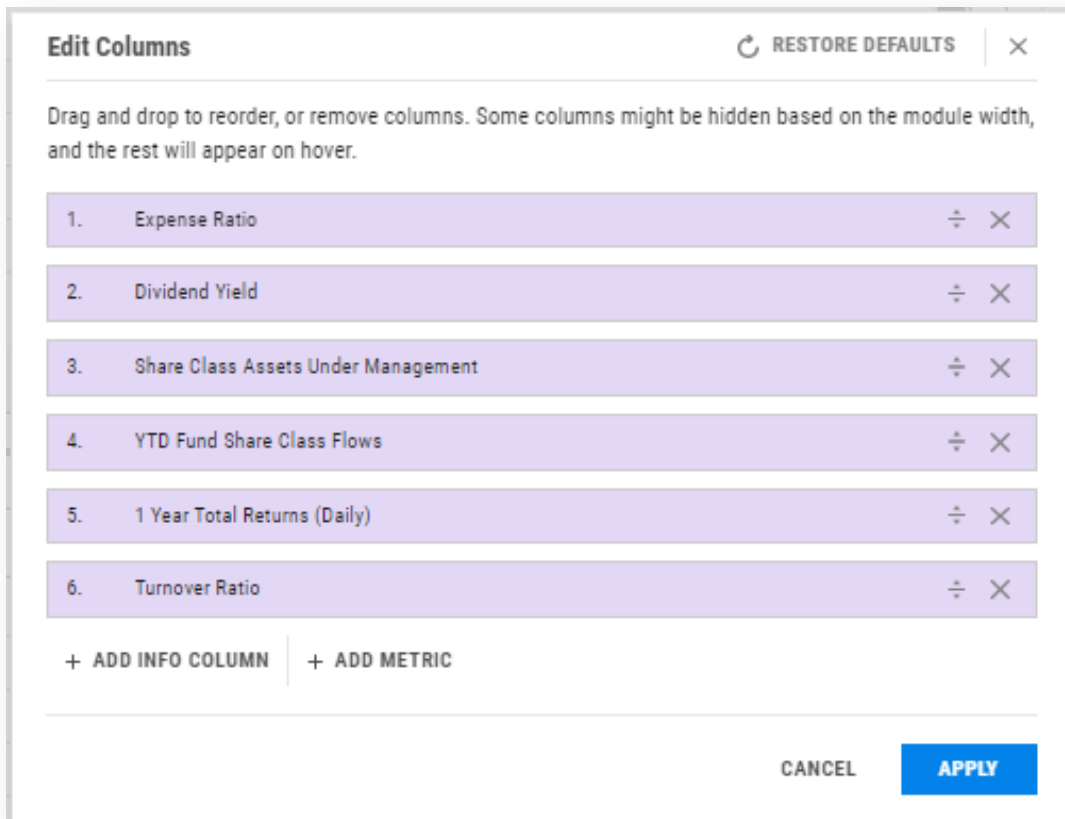 Edit Columns
RESTORE DEFAULTS
Drag and drop to reorder, or remove columns. Some columns might be hidden based on the module width,
and the rest will appear on hover.
1. Expense Ratio
2. Dividend Yield
3. Share Class Assets Under Management
4. YTD Fund Share Class Flows
5. 1 Year Total Returns (Daily)
6. Turnover Ratio
+ ADD INFO COLUMN + ADD METRIC
CANCEL APPLY